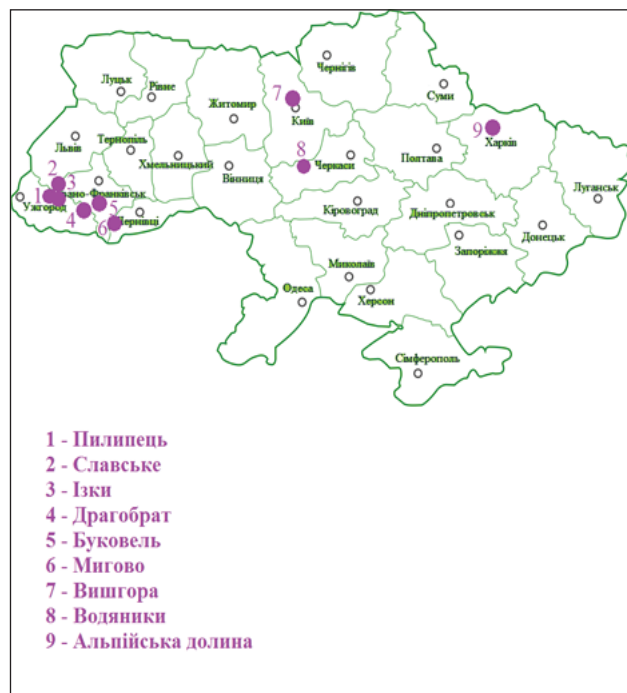 Чернігів
Луцьк
Рівне
Суми
Житомир
7
Київ
9
Харків
Львів
Тернопіль
Хмельницький
8
Черкаси
Полтава
Вінниця
2
3
1
Івано-Франківськ
Ужгород
5
4
6
Чернівці
Кіровоград
Дніпропетровськ
Луганськ
Донецьк
Запоріжжя
Миколаїв
Одеса
Херсон
Сімферополь
1 - Пилипець
2 - Славське
3 - Ізки
4 - Драгобрат
5 - Буковель
6 - Мигово
7 - Вишгора
8 - Водяники
9 - Альпійська долина